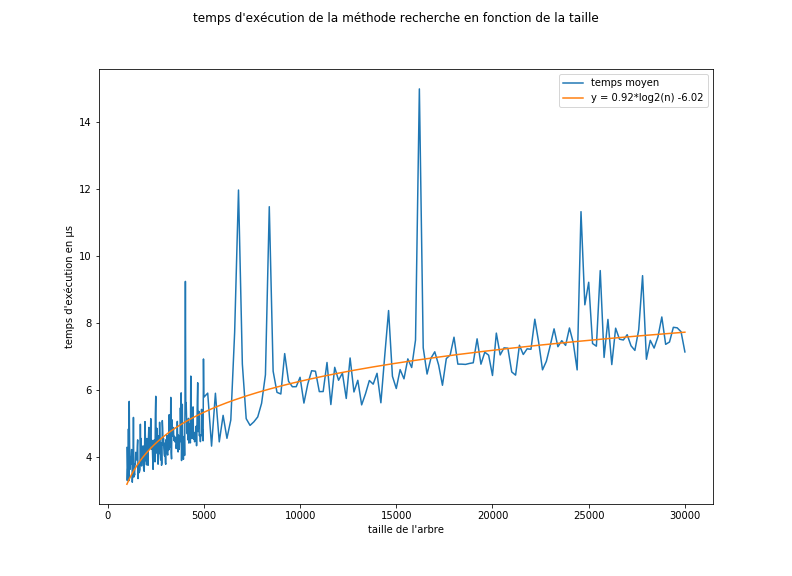 temps d'exécution de la méthode recherche en fonction de la taille
temps moyen
y = 0.92*log2(n) -6.02
14
12
10
8
6
4
temps d'exécution en µs
0
5000
10000
15000
20000
25000
30000
taille de l'arbre